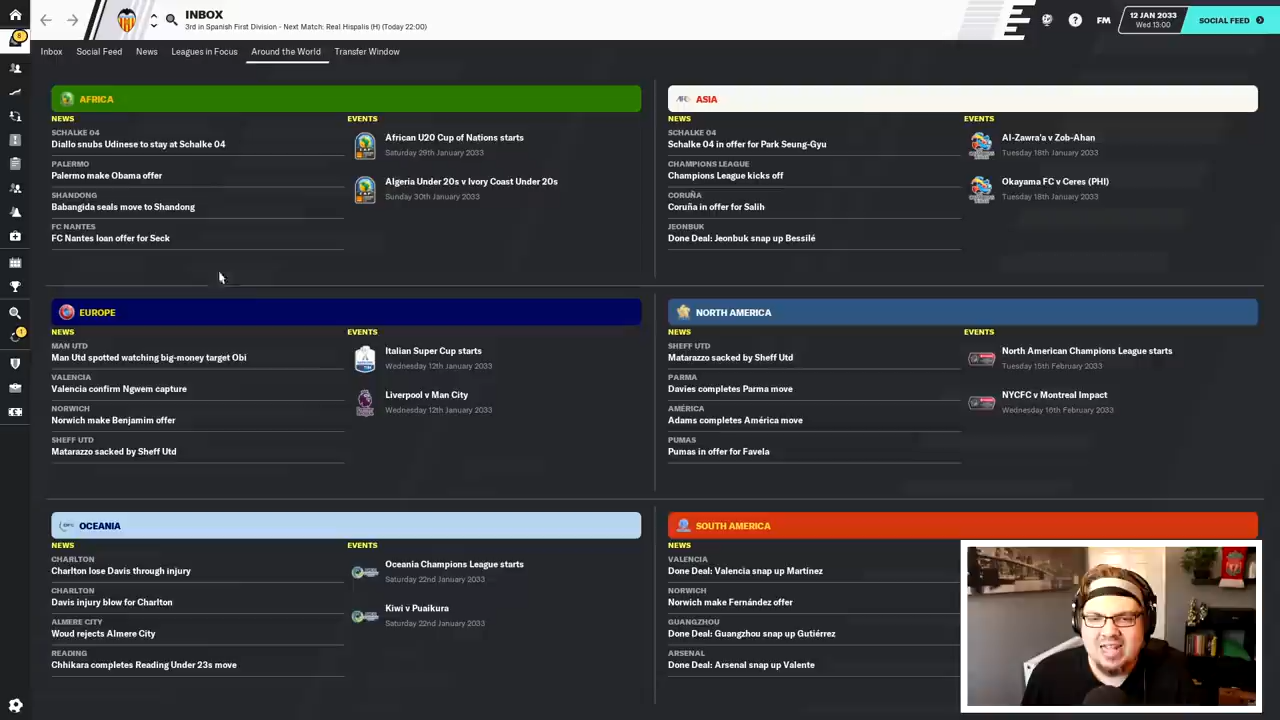 INBOX
3rd in Spanish First Division - Next Match: Real Hispalis (H) (Today 22:00)
8
FM
12 JAN 2033
Wed 13:00
SOCIAL FEED
Inbox
Social Feed
News
Leagues in Focus
Around the World
Transfer Window
AFRICA
NEWS
SCHALKE 04
Diallo snubs Udinese to stay at Schalke 04
PALERMO
Palermo make Obama offer
SHANDONG
Babangida seals move to Shandong
FC NANTES
FC Nantes loan offer for Seck
EVENTS
African U20 Cup of Nations starts
Saturday 29th January 2033
Algeria Under 20s v Ivory Coast Under 20s
Sunday 30th January 2033
ASIA
NEWS
SCHALKE 04
Schalke 04 in offer for Park Seung-Gyu
CHAMPIONS LEAGUE
Champions League kicks off
CORUÑA
Coruña in offer for Salih
JEONBUK
Done Deal: Jeonbuk snap up Bessilé
EVENTS
Al-Zawra'a v Zob-Ahan
Tuesday 18th January 2033
Okayama FC v Ceres (PHI)
Tuesday 18th January 2033
1
EUROPE
NEWS
MAN UTD
Man Utd spotted watching big-money target Obi
VALENCIA
Valencia confirm Ngwem capture
NORWICH
Norwich make Benjamim offer
SHEFF UTD
Matarazzo sacked by Sheff Utd
EVENTS
Italian Super Cup starts
Wednesday 12th January 2033
Liverpool v Man City
Wednesday 12th January 2033
NORTH AMERICA
NEWS
SHEFF UTD
Matarazzo sacked by Sheff Utd
PARMA
Davies completes Parma move
AMÉRICA
Adams completes América move
PUMAS
Pumas in offer for Favela
EVENTS
North American Champions League starts
Tuesday 15th February 2033
NYCFC v Montreal Impact
Wednesday 16th February 2033
OCEANIA
NEWS
CHARLTON
Charlton lose Davis through injury
CHARLTON
Davis injury blow for Charlton
ALMERE CITY
Woud rejects Almere City
READING
Chhikara completes Reading Under 23s move
EVENTS
Oceania Champions League starts
Saturday 22nd January 2033
Kiwi v Puaikura
Saturday 22nd January 2033
SOUTH AMERICA
NEWS
VALENCIA
Done Deal: Valencia snap up Martínez
NORWICH
Norwich make Fernández offer
GUANGZHOU
Done Deal: Guangzhou snap up Gutiérrez
ARSENAL
Done Deal: Arsenal snap up Valente